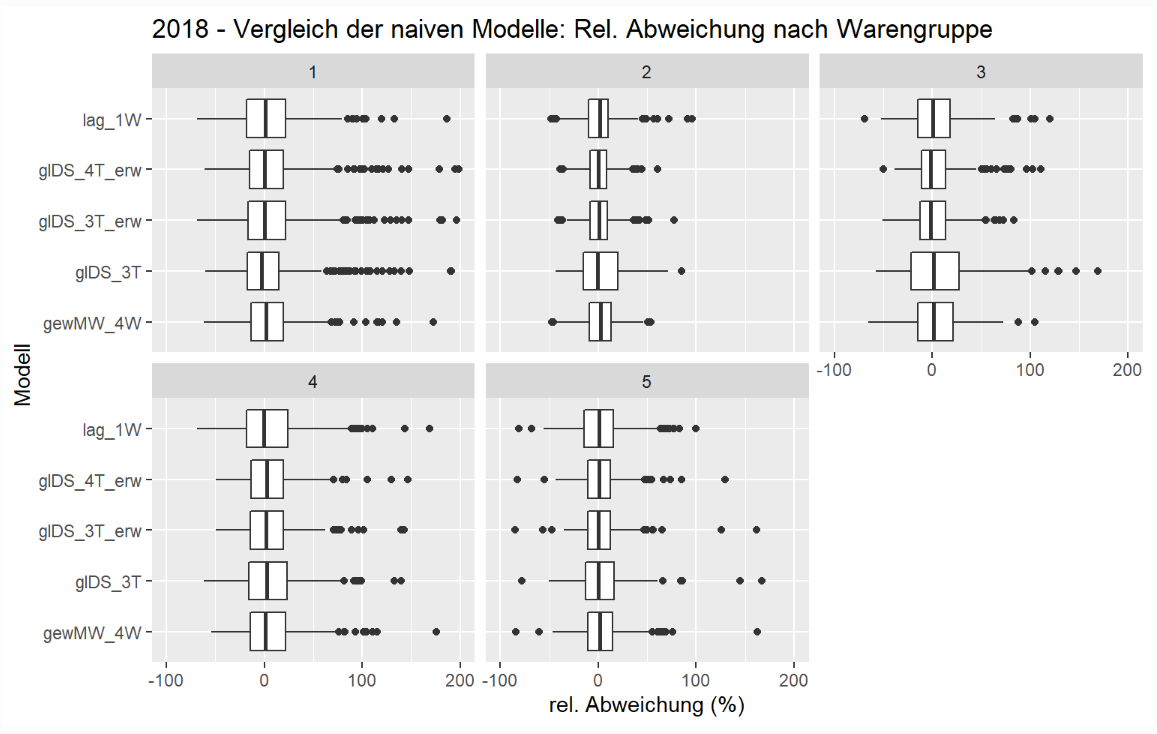 2018 - Vergleich der naiven Modelle: Rel. Abweichung nach Warengruppe
1 2 3
lag_1W
glDS_4T_erw
glDS_3T_erw
glDS_3T
gewMW_4W
-100 0 100 200
Modell
4 5
lag_1W
glDS_4T_erw
glDS_3T_erw
glDS_3T
gewMW_4W
-100 0 100 200 -100 0 100 200
rel. Abweichung (%)